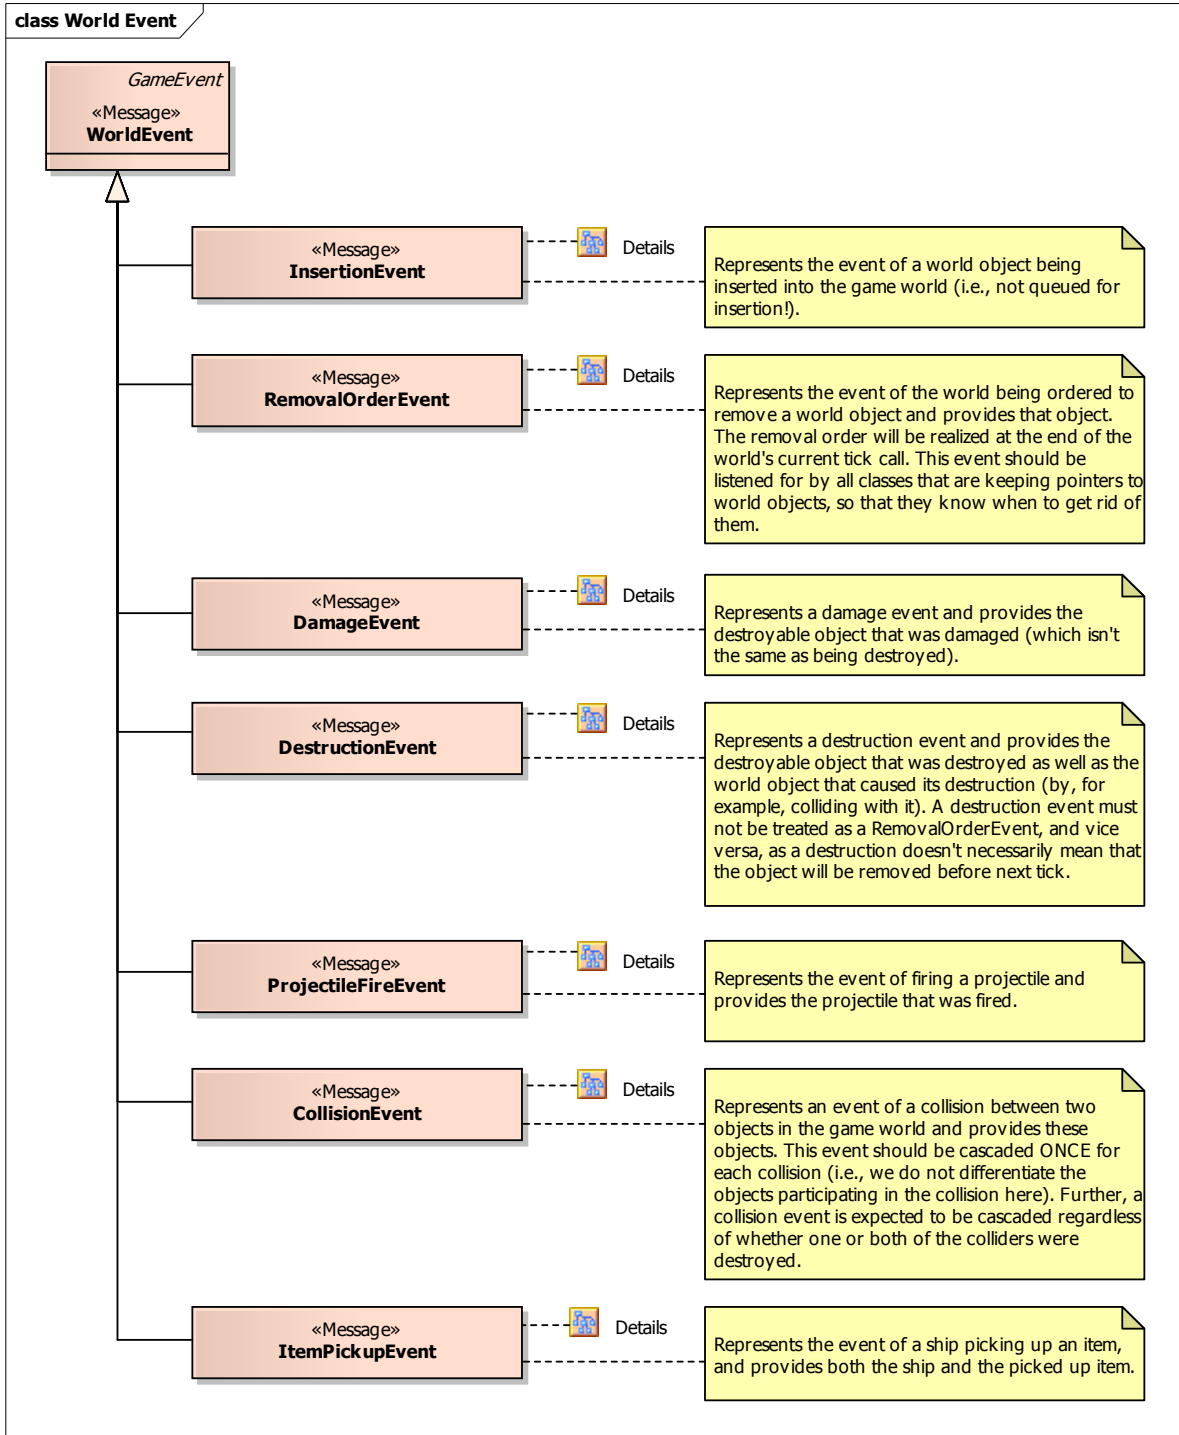 class World Event
GameEvent
«Message»
WorldEvent
«Message»
InsertionEvent
Details
Represents the event of a world object being
inserted into the game world (i.e., not queued for
insertion!).
«Message»
RemovalOrderEvent
Details
Represents the event of the world being ordered to
remove a world object and provides that object.
The removal order will be realized at the end of the
world's current tick call. This event should be
listened for by all classes that are keeping pointers to
world objects, so that they know when to get rid of
them.
«Message»
DamageEvent
Details
Represents a damage event and provides the
destroyable object that was damaged (which isn't
the same as being destroyed).
«Message»
DestructionEvent
Details
Represents a destruction event and provides the
destroyable object that was destroyed as well as the
world object that caused its destruction (by, for
example, colliding with it). A destruction event must
not be treated as a RemovalOrderEvent, and vice
versa, as a destruction doesn't necessarily mean that
the object will be removed before next tick.
«Message»
ProjectileFireEvent
Details
Represents the event of firing a projectile and
provides the projectile that was fired.
«Message»
CollisionEvent
Details
Represents an event of a collision between two
objects in the game world and provides these
objects. This event should be cascaded ONCE for
each collision (i.e., we do not differentiate the
objects participating in the collision here). Further, a
collision event is expected to be cascaded regardless
of whether one or both of the colliders were
destroyed.
«Message»
ItemPickupEvent
Details
Represents the event of a ship picking up an item,
and provides both the ship and the picked up item.